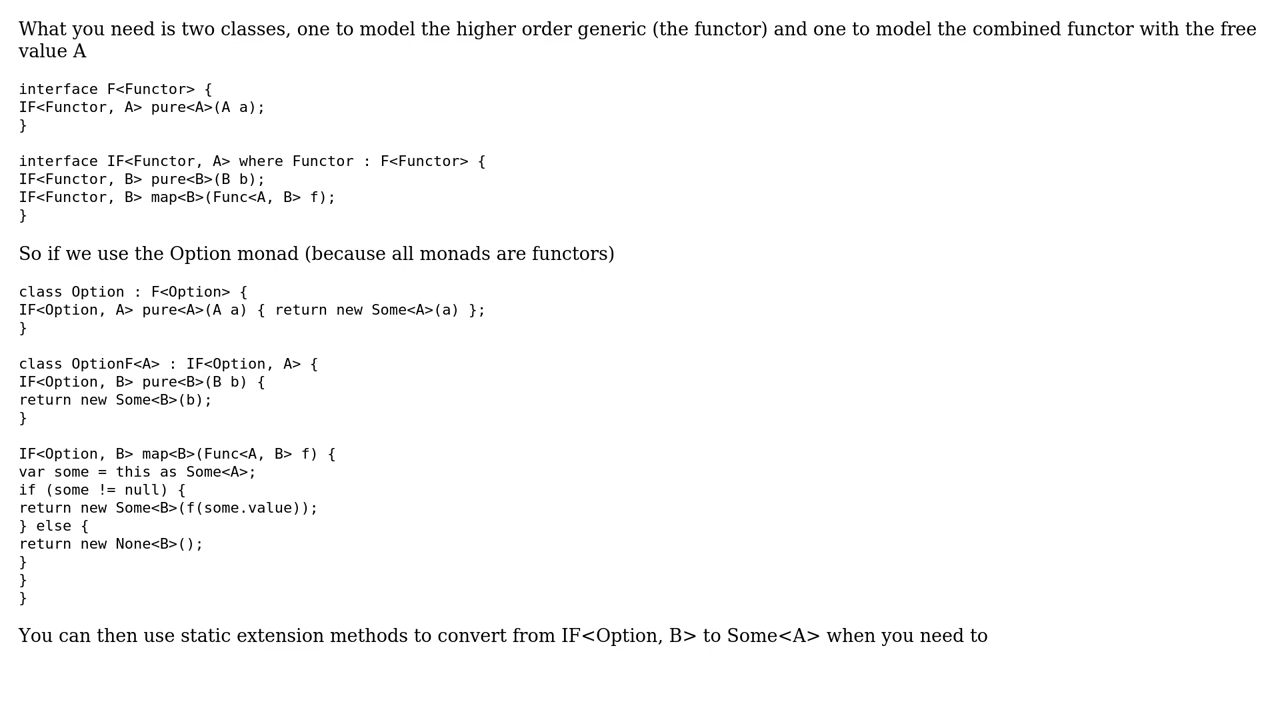 What you need is two classes, one to model the higher order generic (the functor) and one to model the combined functor with the free
value A
interface F<Functor> {
IF<Functor, A> pure<A>(A a);
}
interface IF<Functor, A> where Functor : F<Functor> {
IF<Functor, B> pure<B>(B b);
IF<Functor, B> map<B>(Func<A, B> f);
}
So if we use the Option monad (because all monads are functors)
class Option : F<Option> {
IF<Option, A> pure<A>(A a) { return new Some<A>(a) };
}
class OptionF<A> : IF<Option, A> {
IF<Option, B> pure<B>(B b) {
return new Some<B>(b);
}
IF<Option, B> map<B>(Func<A, B> f) {
var some = this as Some<A>;
if (some != null) {
return new Some<B>(f(some.value));
} else {
return new None<B>();
}
}
}
You can then use static extension methods to convert from IF<Option, B> to Some<A> when you need to